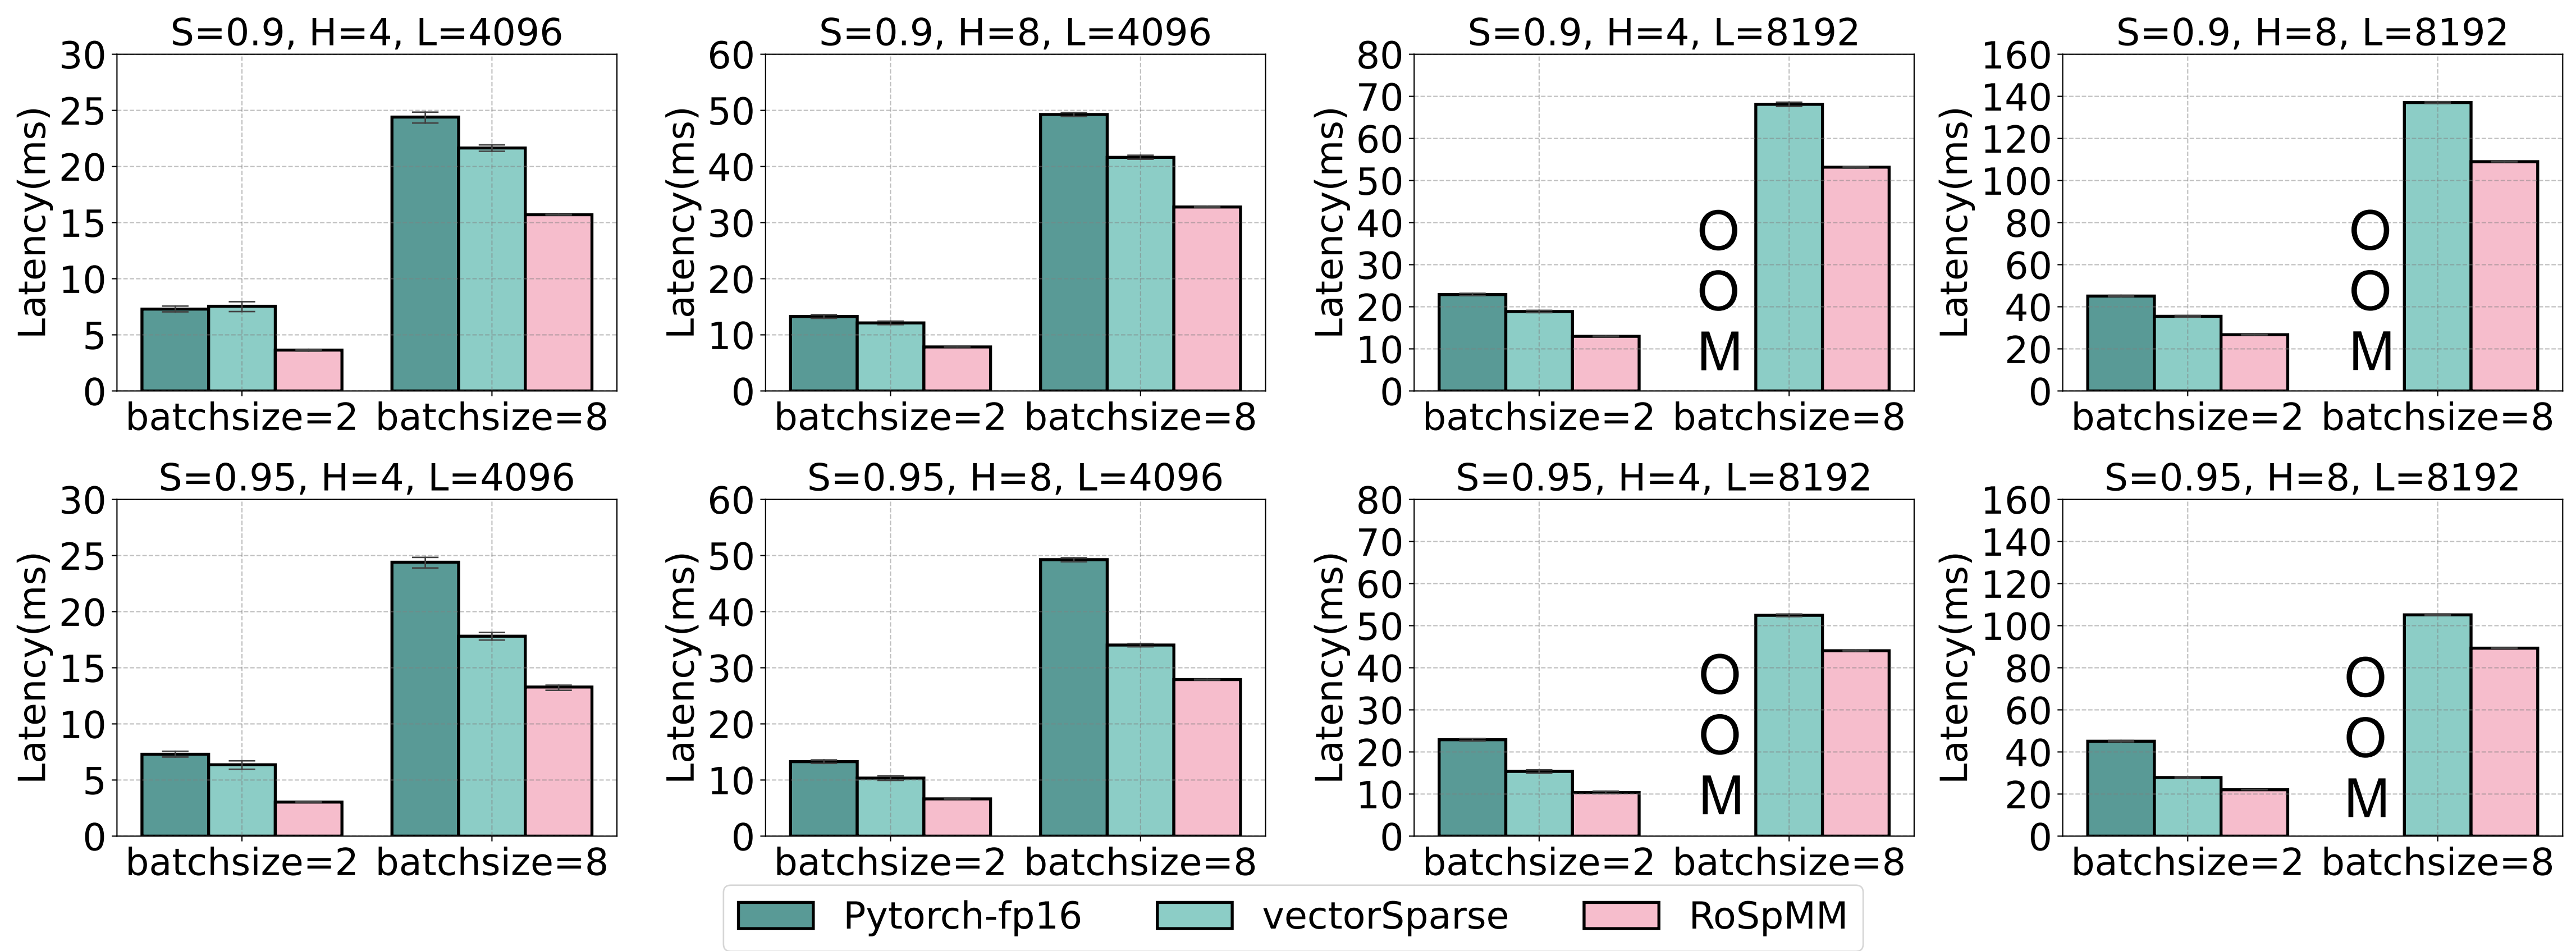 S=0.9, H=4, L=4096
Latency(ms)
30
25
20
15
10
5
0
batchsize=2 batchsize=8
S=0.9, H=8, L=4096
Latency(ms)
60
50
40
30
20
10
0
batchsize=2 batchsize=8
S=0.9, H=4, L=8192
Latency(ms)
80
70
60
50
40
30
20
10
0
O
O
M
batchsize=2 batchsize=8
S=0.9, H=8, L=8192
Latency(ms)
160
140
120
100
80
60
40
20
0
O
O
M
batchsize=2 batchsize=8
S=0.95, H=4, L=4096
Latency(ms)
30
25
20
15
10
5
0
batchsize=2 batchsize=8
S=0.95, H=8, L=4096
Latency(ms)
60
50
40
30
20
10
0
batchsize=2 batchsize=8
S=0.95, H=4, L=8192
Latency(ms)
80
70
60
50
40
30
20
10
0
O
O
M
batchsize=2 batchsize=8
S=0.95, H=8, L=8192
Latency(ms)
160
140
120
100
80
60
40
20
0
O
O
M
batchsize=2 batchsize=8
Pytorch-fp16 vectorSparse RoSpMM